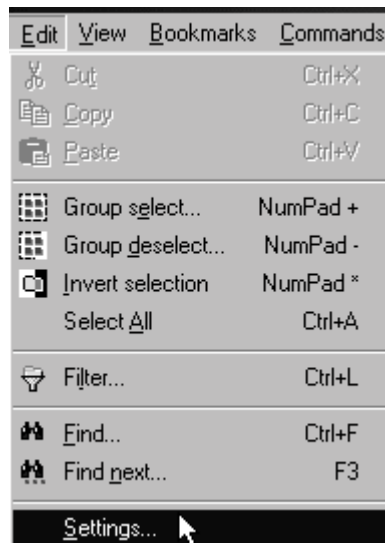 Edit View Bookmarks Commands
Cut Ctrl+X
Copy Ctrl+C
Paste Ctrl+V
Group select... NumPad +
Group deselect... NumPad -
Invert selection NumPad *
Select All Ctrl+A
Filter... Ctrl+L
Find... Ctrl+F
Find next... F3
Settings...